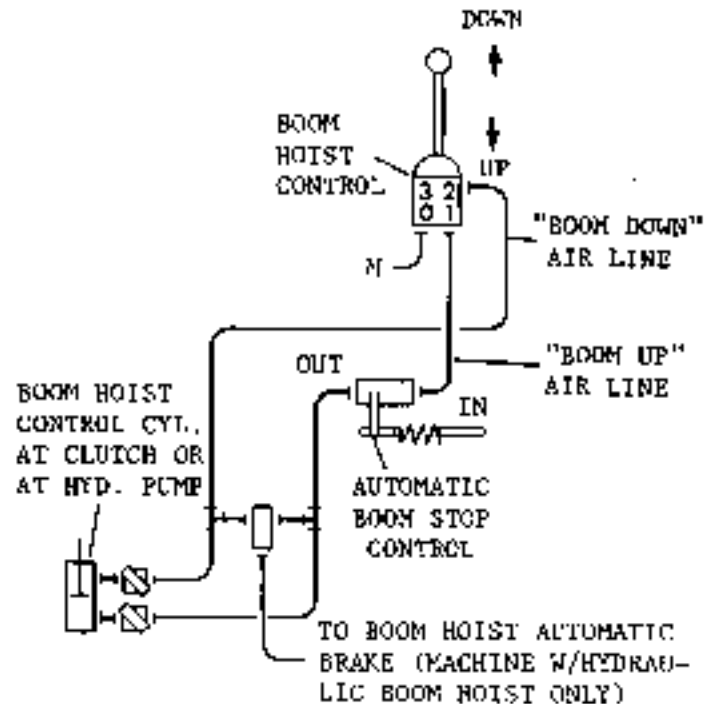 DOWN
BOOM
HOIST
CONTROL
UP
3 2
0 1
"BOOM DOWN"
AIR LINE
M
OUT
"BOOM UP"
AIR LINE
IN
BOOM HOIST
CONTROL CYL.
AT CLUTCH OR
AT HYD. PUMP
AUTOMATIC
BOOM STOP
CONTROL
TO BOOM HOIST AUTOMATIC
BRAKE (MACHINE W/HYDRAU-
LIC BOOM HOIST ONLY)